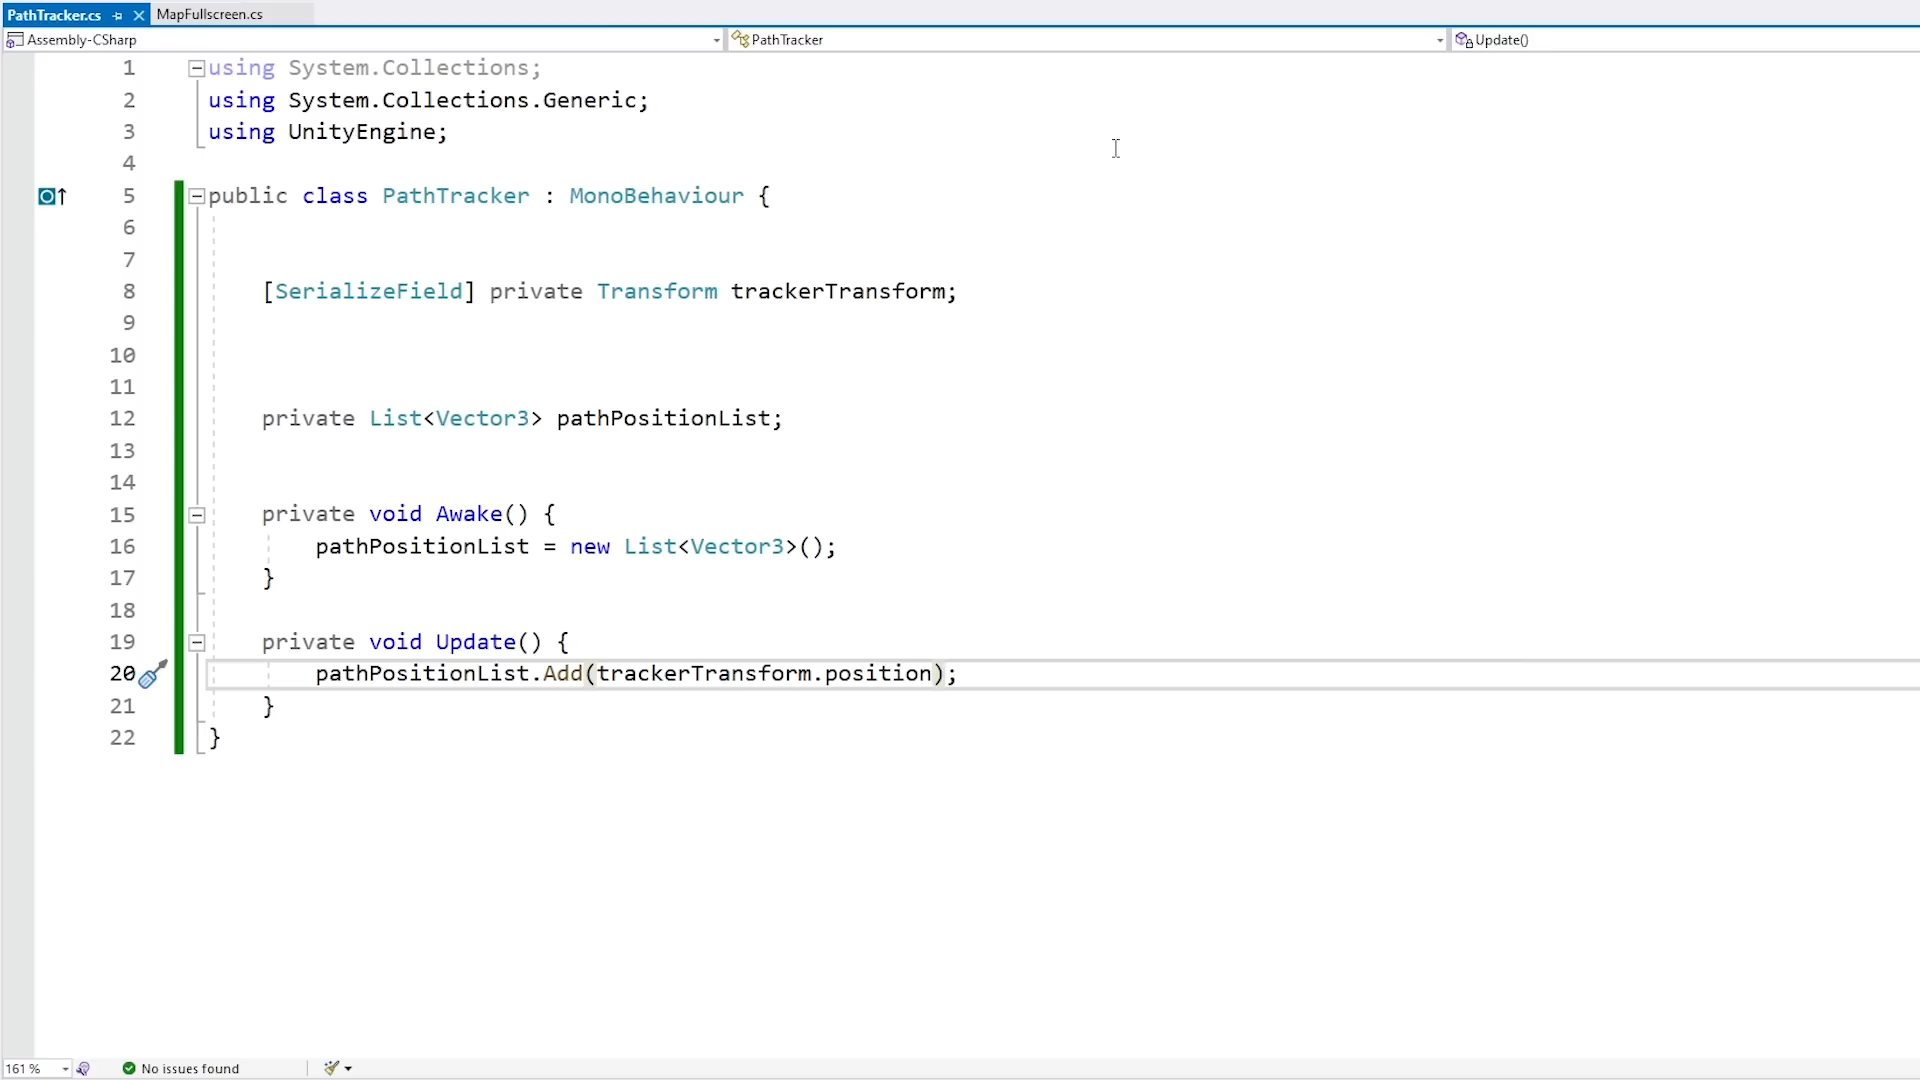 PathTracker.cs
MapFullscreen.cs
Assembly-CSharp
PathTracker
Update()
1 using System.Collections;
2 using System.Collections.Generic;
3 using UnityEngine;
4
5 public class PathTracker : MonoBehaviour {
6
7
8 [SerializeField] private Transform trackerTransform;
9
10
11
12 private List<Vector3> pathPositionList;
13
14
15 private void Awake() {
16 pathPositionList = new List<Vector3>();
17 }
18
19 private void Update() {
20 pathPositionList.Add(trackerTransform.position);
21 }
22 }
161 %
No issues found